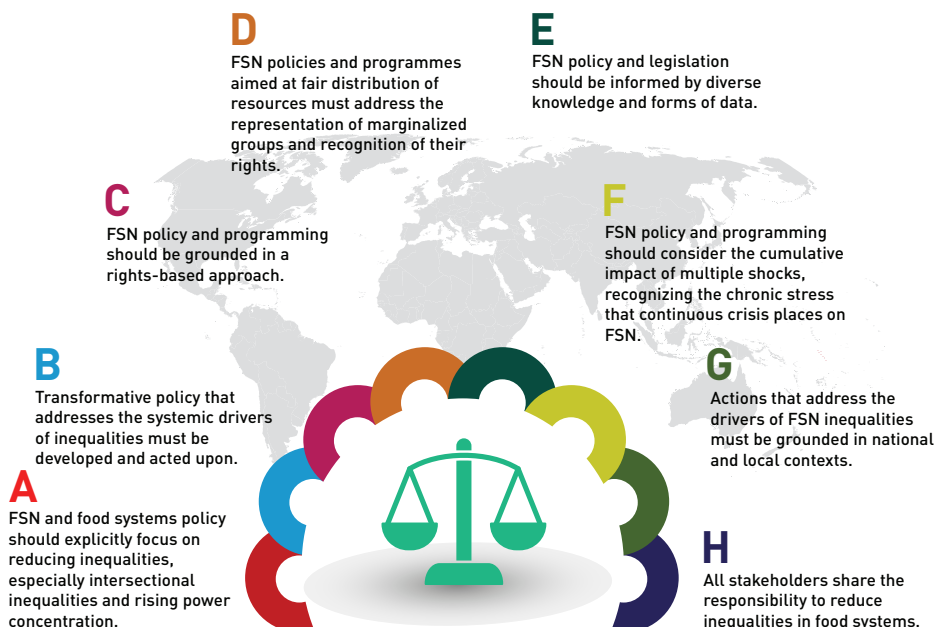 A
FSN and food systems policy
should explicitly focus on
reducing inequalities,
especially intersectional
inequalities and rising power
concentration.
B
Transformative policy that
addresses the systemic drivers
of inequalities must be
developed and acted upon.
C
FSN policy and programming
should be grounded in a
rights-based approach.
D
FSN policies and programmes
aimed at fair distribution of
resources must address the
representation of marginalized
groups and recognition of their
rights.
E
FSN policy and legislation
should be informed by diverse
knowledge and forms of data.
F
FSN policy and programming
should consider the cumulative
impact of multiple shocks,
recognizing the chronic stress
that continuous crisis places on
FSN.
G
Actions that address the
drivers of FSN inequalities
must be grounded in national
and local contexts.
H
All stakeholders share the
responsibility to reduce
inequalities in food systems.